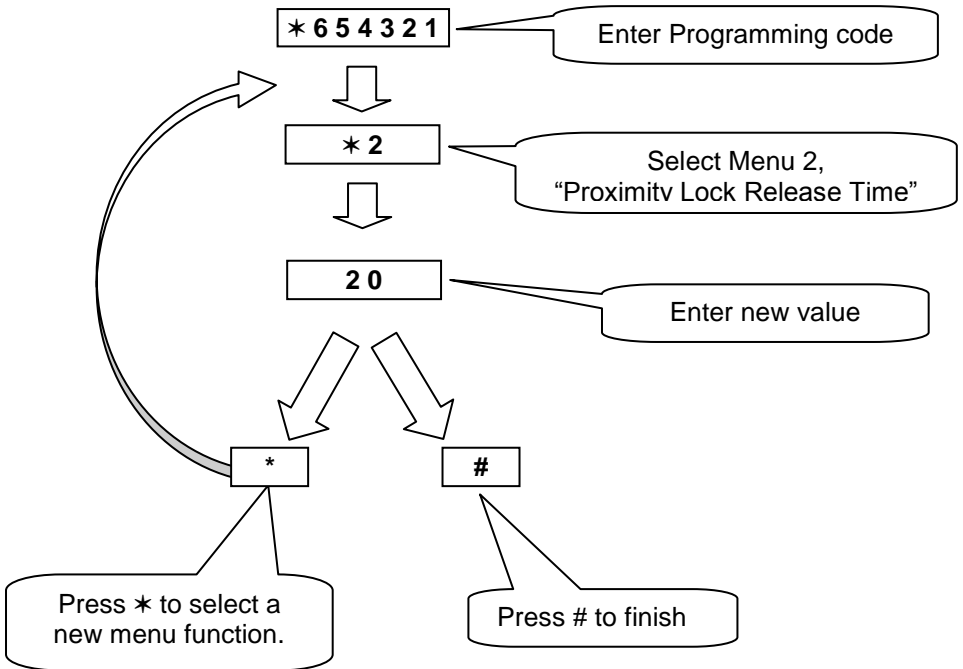 ✶ 6 5 4 3 2 1
Enter Programming code
✶ 2
Select Menu 2,
“Proximity Lock Release Time”
2 0
Enter new value
*
#
Press ✶ to select a
new menu function.
Press # to finish